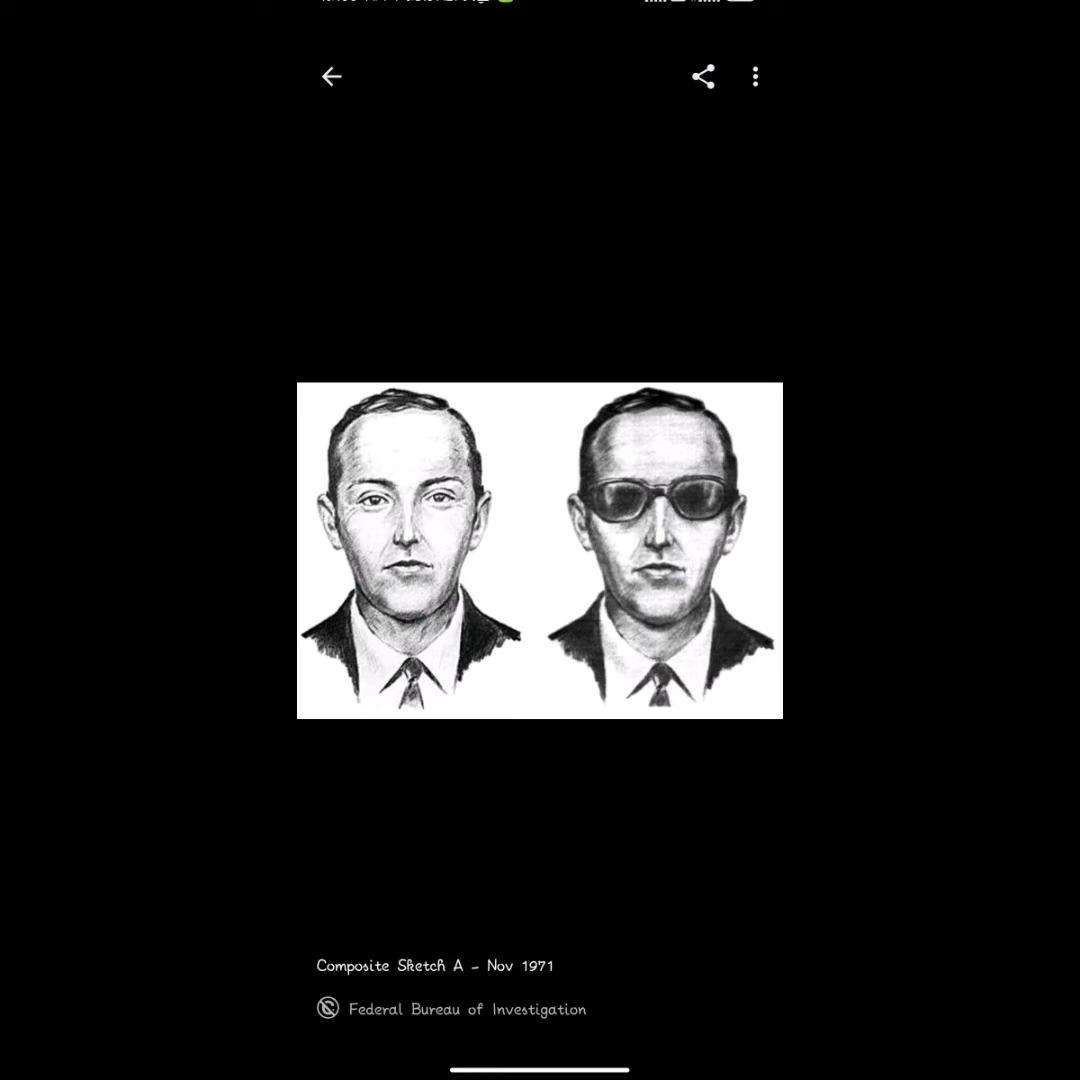 Composite Sketch A - Nov 1971
Federal Bureau of Investigation